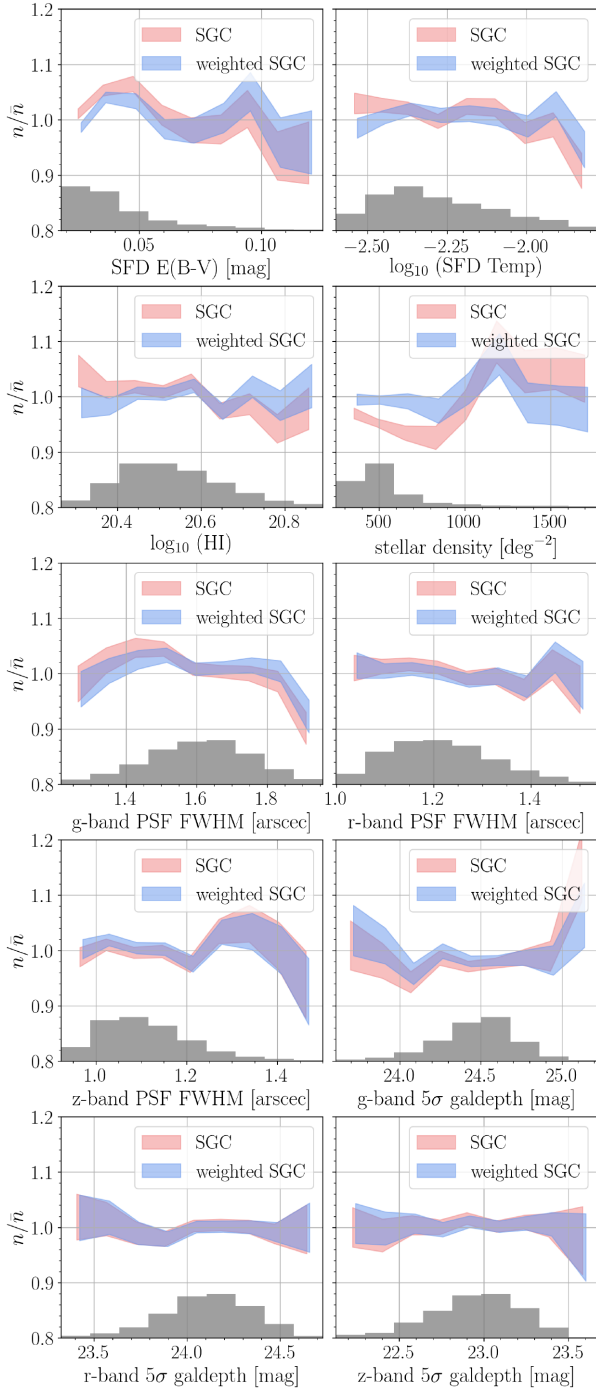 1.2
1.1
1.0
0.9
0.8
n/n̄
SGC
weighted SGC
0.05 0.10
SFD E(B-V) [mag]
SGC
weighted SGC
−2.50 −2.25 −2.00
log₁₀ (SFD Temp)
1.2
1.1
1.0
0.9
0.8
n/n̄
SGC
weighted SGC
20.4 20.6 20.8
log₁₀ (HI)
SGC
weighted SGC
500 1000 1500
stellar density [deg⁻²]
1.2
1.1
1.0
0.9
0.8
n/n̄
SGC
weighted SGC
1.4 1.6 1.8
g-band PSF FWHM [arscec]
SGC
weighted SGC
1.0 1.2 1.4
r-band PSF FWHM [arscec]
1.2
1.1
1.0
0.9
0.8
n/n̄
SGC
weighted SGC
1.0 1.2 1.4
z-band PSF FWHM [arscec]
SGC
weighted SGC
24.0 24.5 25.0
g-band 5σ galdepth [mag]
1.2
1.1
1.0
0.9
0.8
n/n̄
SGC
weighted SGC
23.5 24.0 24.5
r-band 5σ galdepth [mag]
SGC
weighted SGC
22.5 23.0 23.5
z-band 5σ galdepth [mag]